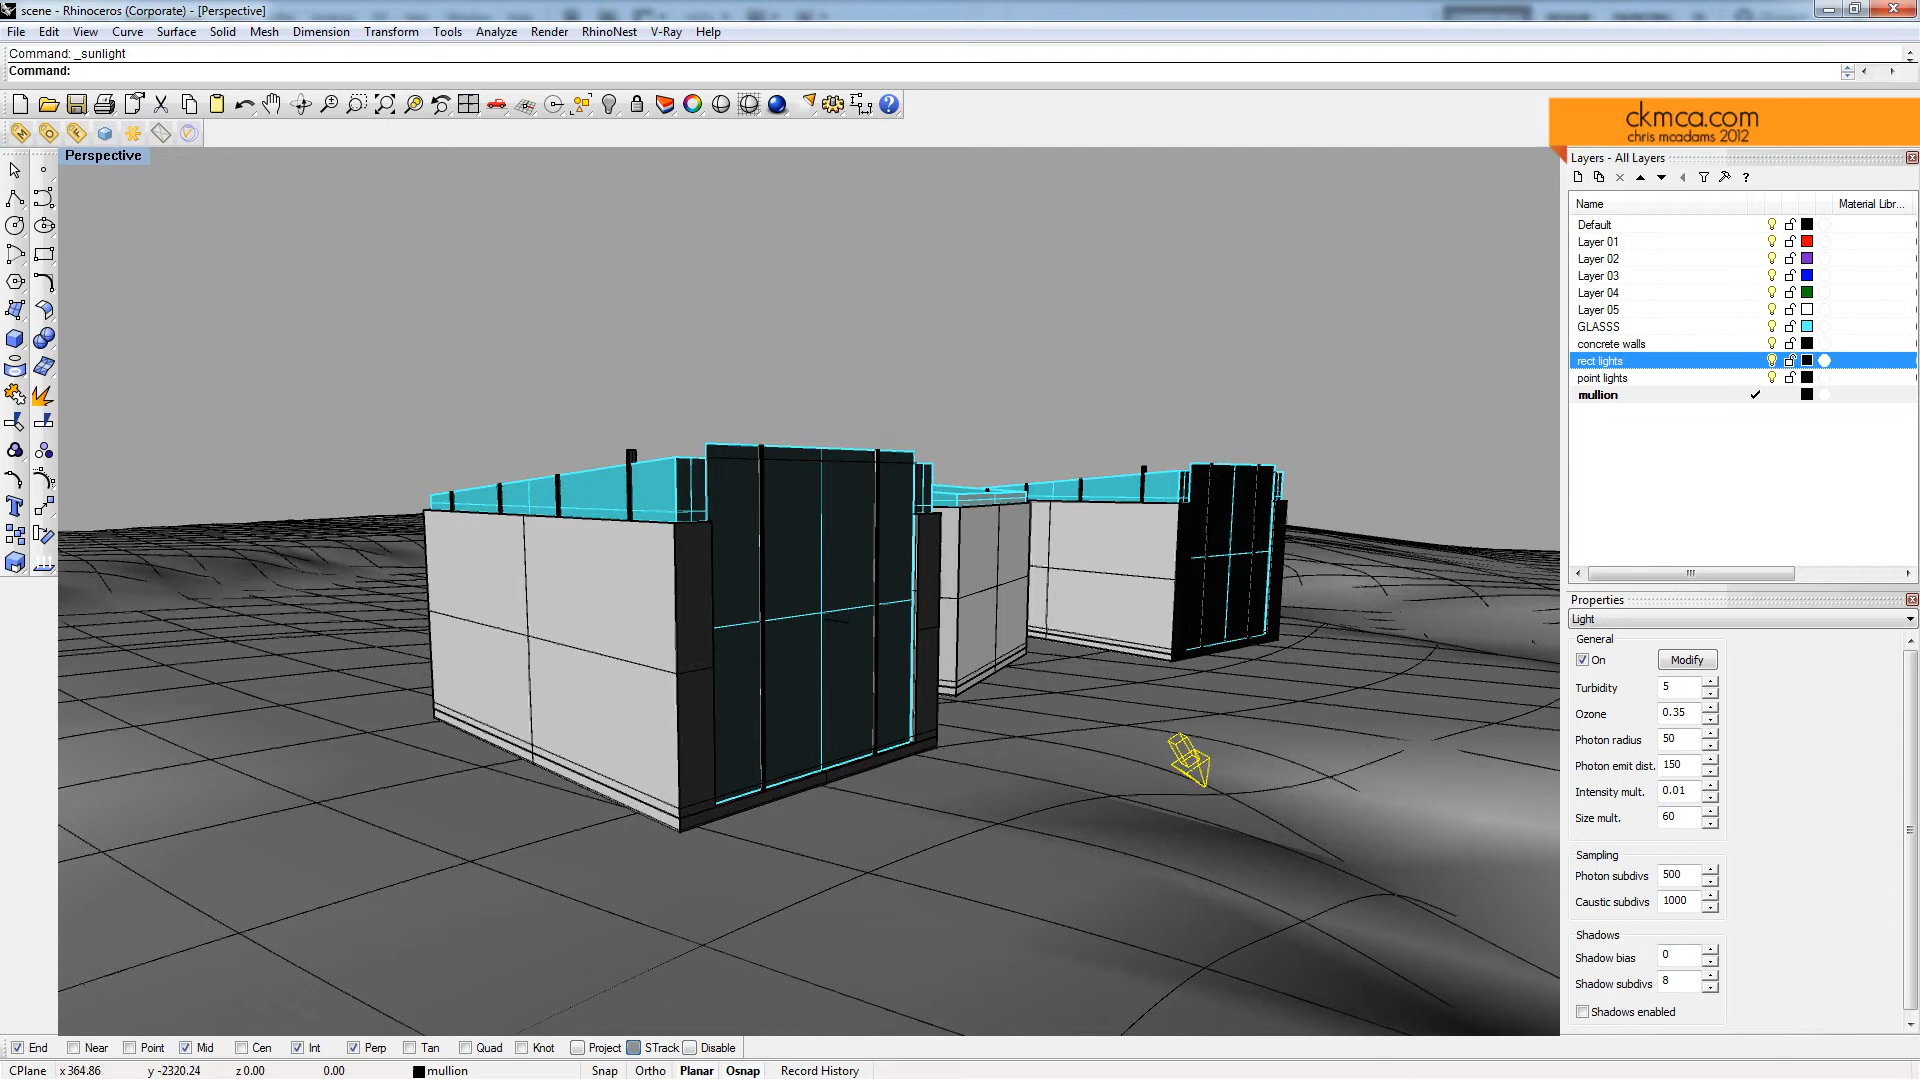 scene - Rhinoceros (Corporate) - [Perspective]
File Edit View Curve Surface Solid Mesh Dimension Transform Tools Analyze Render RhinoNest V-Ray Help
Command: _sunlight
Command:
ckmca.com
chris mcadams 2012
Perspective
Layers - All Layers
Name Material Libr...
Default
Layer 01
Layer 02
Layer 03
Layer 04
Layer 05
GLASSS
concrete walls
rect lights
point lights
mullion
Properties
Light
General
On Modify
Turbidity 5
Ozone 0.35
Photon radius 50
Photon emit dist. 150
Intensity mult. 0.01
Size mult. 60
Sampling
Photon subdivs 500
Caustic subdivs 1000
Shadows
Shadow bias 0
Shadow subdivs 8
Shadows enabled
End Near Point Mid Cen Int Perp Tan Quad Knot Project STrack Disable
CPlane x 364.86 y -2320.24 z 0.00 0.00 mullion Snap Ortho Planar Osnap Record History